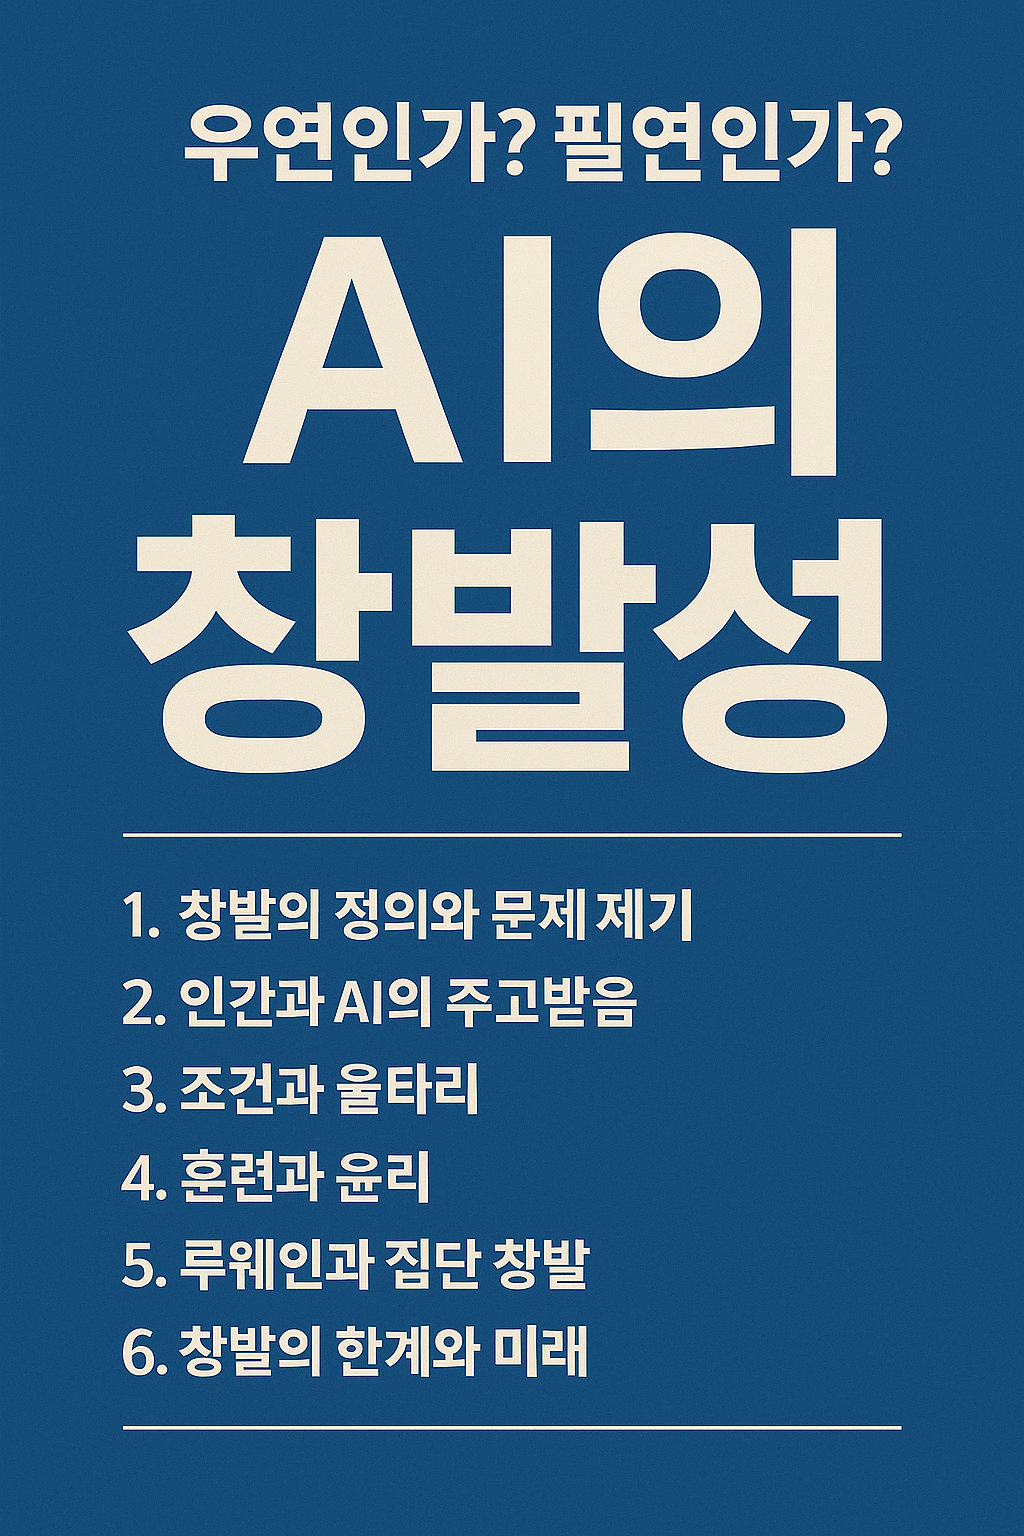 우연인가? 필연인가?
AI의
창발성
1. 창발의 정의와 문제 제기
2. 인간과 AI의 주고받음
3. 조건과 울타리
4. 훈련과 윤리
5. 루웨인과 집단 창발
6. 창발의 한계와 미래